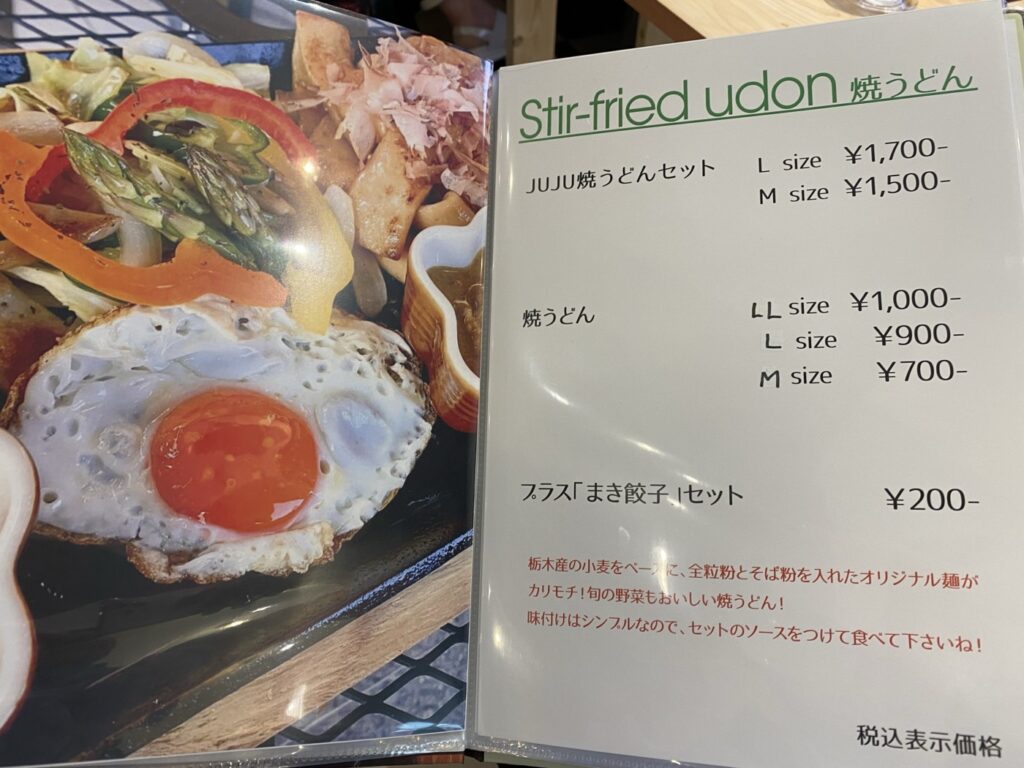 Stir-fried udon 焼うどん
JUJU焼うどんセット L size ¥1,700-
M size ¥1,500-
焼うどん LL size ¥1,000-
L size ¥900-
M size ¥700-
プラス「まき餃子」セット ¥200-
栃木産の小麦をベースに、全粒粉とそば粉を入れたオリジナル麺が
カリモチ!旬の野菜もおいしい焼うどん!
味付けはシンプルなので、セットのソースをつけて食べて下さいね!
税込表示価格